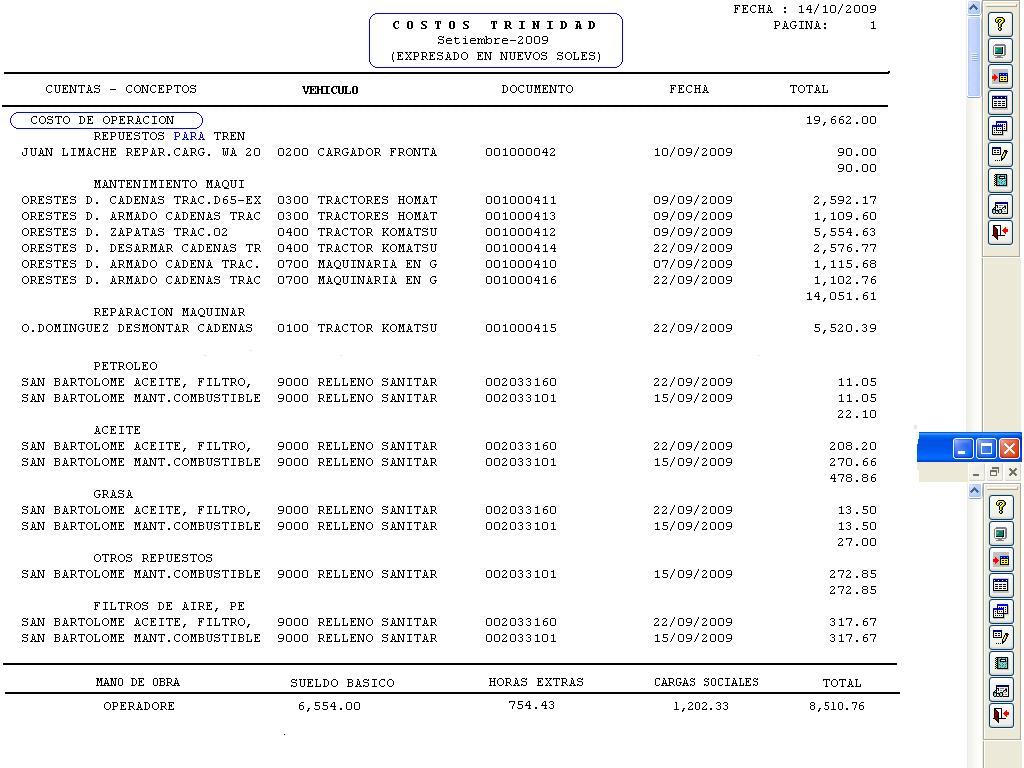 FECHA : 14/10/2009
COSTOS TRINIDAD
PAGINA: 1
Setiembre-2009
(EXPRESADO EN NUEVOS SOLES)
CUENTAS - CONCEPTOS VEHICULO DOCUMENTO FECHA TOTAL
COSTO DE OPERACION 19,662.00
REPUESTOS PARA TREN
JUAN LIMACHE REPAR.CARG. WA 20 0200 CARGADOR FRONTA 001000042 10/09/2009 90.00
90.00
MANTENIMIENTO MAQUI
ORESTES D. CADENAS TRAC.D65-EX 0300 TRACTORES HOMAT 001000411 09/09/2009 2,592.17
ORESTES D. ARMADO CADENAS TRAC 0300 TRACTORES HOMAT 001000413 09/09/2009 1,109.60
ORESTES D. ZAPATAS TRAC.02 0400 TRACTOR KOMATSU 001000412 09/09/2009 5,554.63
ORESTES D. DESARMAR CADENAS TR 0400 TRACTOR KOMATSU 001000414 22/09/2009 2,576.77
ORESTES D. ARMADO CADENA TRAC. 0700 MAQUINARIA EN G 001000410 07/09/2009 1,115.68
ORESTES D. ARMADO CADENAS TRAC 0700 MAQUINARIA EN G 001000416 22/09/2009 1,102.76
14,051.61
REPARACION MAQUINAR
O.DOMINGUEZ DESMONTAR CADENAS 0100 TRACTOR KOMATSU 001000415 22/09/2009 5,520.39
PETROLEO
SAN BARTOLOME ACEITE, FILTRO, 9000 RELLENO SANITAR 002033160 22/09/2009 11.05
SAN BARTOLOME MANT.COMBUSTIBLE 9000 RELLENO SANITAR 002033101 15/09/2009 11.05
22.10
ACEITE
SAN BARTOLOME ACEITE, FILTRO, 9000 RELLENO SANITAR 002033160 22/09/2009 208.20
SAN BARTOLOME MANT.COMBUSTIBLE 9000 RELLENO SANITAR 002033101 15/09/2009 270.66
478.86
GRASA
SAN BARTOLOME ACEITE, FILTRO, 9000 RELLENO SANITAR 002033160 22/09/2009 13.50
SAN BARTOLOME MANT.COMBUSTIBLE 9000 RELLENO SANITAR 002033101 15/09/2009 13.50
27.00
OTROS REPUESTOS
SAN BARTOLOME MANT.COMBUSTIBLE 9000 RELLENO SANITAR 002033101 15/09/2009 272.85
272.85
FILTROS DE AIRE, PE
SAN BARTOLOME ACEITE, FILTRO, 9000 RELLENO SANITAR 002033160 22/09/2009 317.67
SAN BARTOLOME MANT.COMBUSTIBLE 9000 RELLENO SANITAR 002033101 15/09/2009 317.67
MANO DE OBRA SUELDO BASICO HORAS EXTRAS CARGAS SOCIALES TOTAL
OPERADORE 6,554.00 754.43 1,202.33 8,510.76